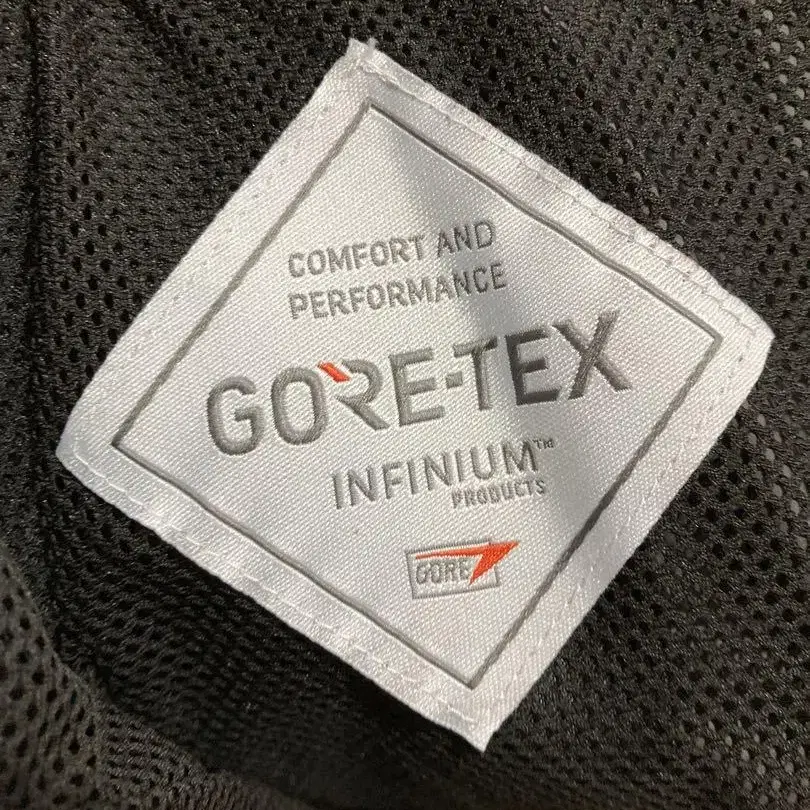 COMFORT AND
PERFORMANCE
GORE-TEX
INFINIUM™
PRODUCTS
GORE